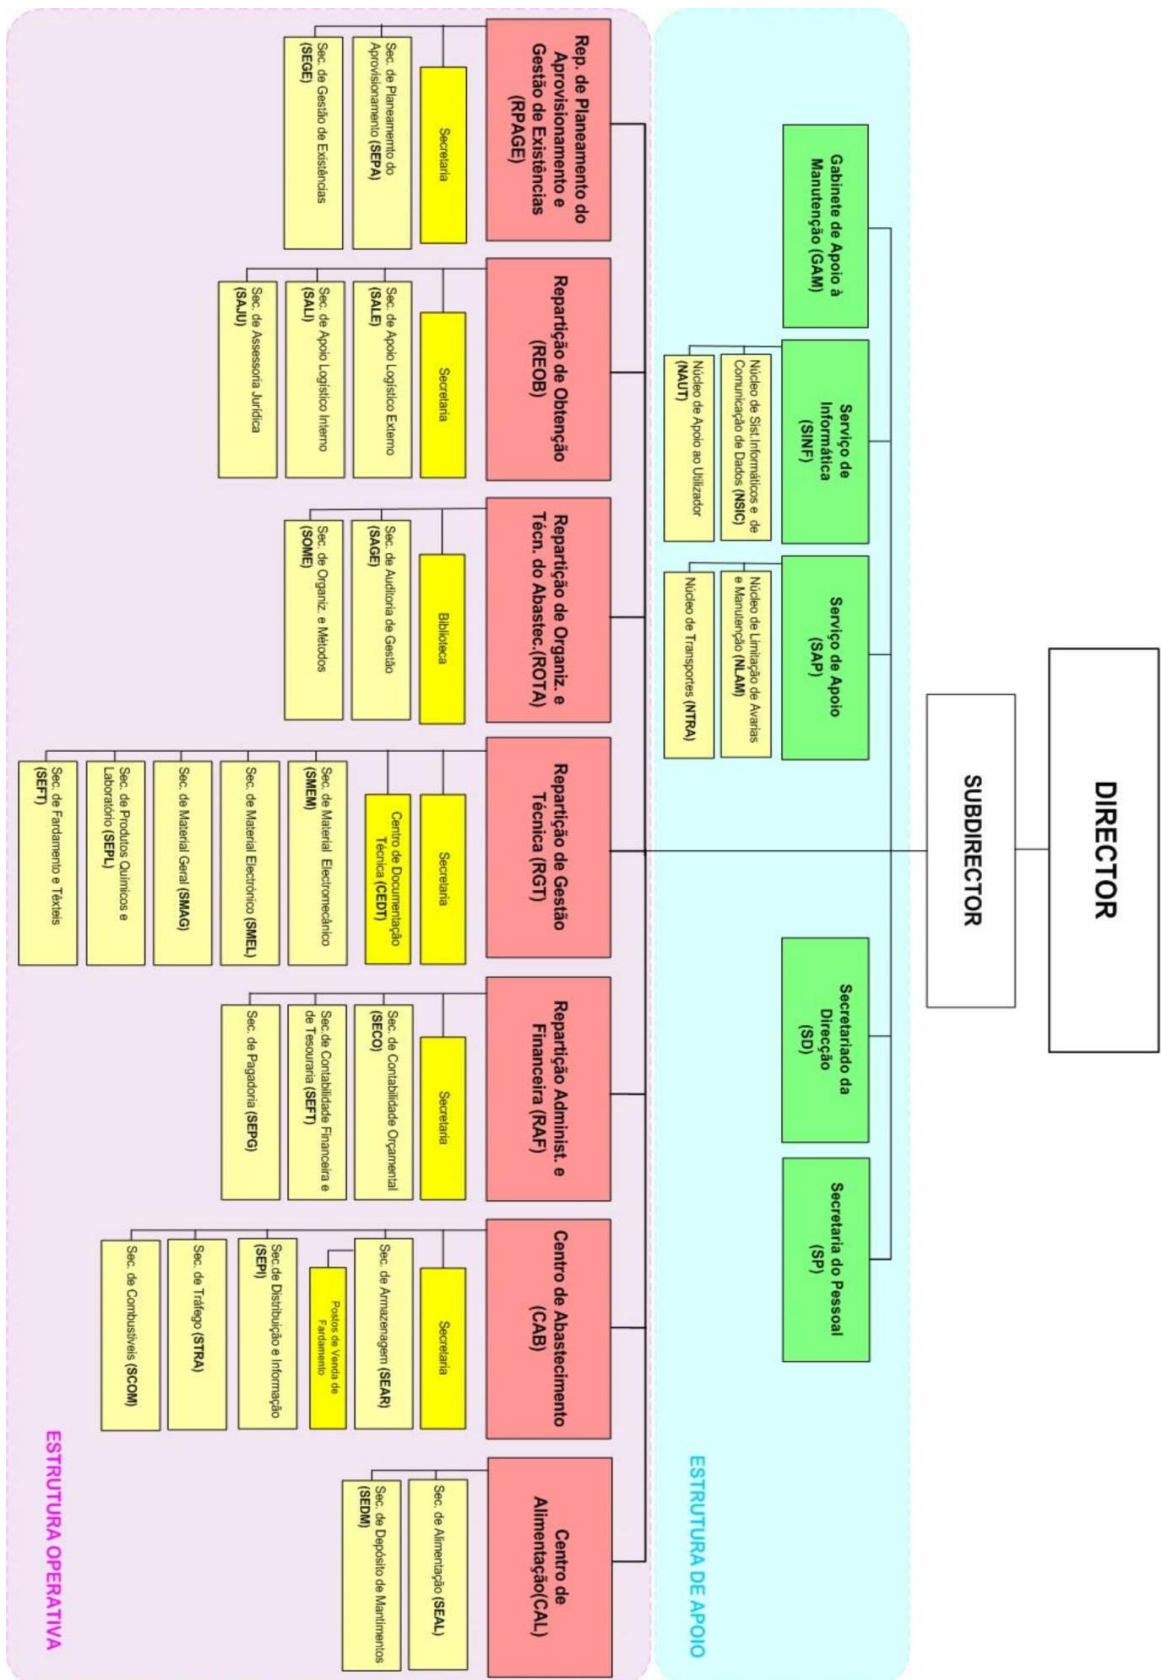 DIRECTOR
SUBDIRECTOR
Gabinete de Apoio à
Manutenção (GAM)
Serviço de
Informática
(SINF)
Núcleo de Sist.Informáticos e de
Comunicação de Dados (NSIC)
Núcleo de Apoio ao Utilizador
(NAUT)
Serviço de Apoio
(SAP)
Núcleo de Limitação de Avarias
e Manutenção (NLAM)
Núcleo de Transportes (NTRA)
Secretariado da
Direcção
(SD)
Secretaria do Pessoal
(SP)
ESTRUTURA DE APOIO
Rep. de Planeamento do
Aprovisionamento e
Gestão de Existências
(RPAGE)
Secretaria
Sec. de Planeamemto do
Aprovisionamento (SEPA)
Sec. de Gestão de Existências
(SEGE)
Repartição de Obtenção
(REOB)
Secretaria
Sec. de Apoio Logístico Externo
(SALE)
Sec. de Apoio Logístico Interno
(SALI)
Sec. de Assessoria Jurídica
(SAJU)
Repartição de Organiz. e
Técn. do Abastec.(ROTA)
Biblioteca
Sec. de Auditoria de Gestão
(SAGE)
Sec. de Organiz. e Métodos
(SOME)
Repartição de Gestão
Técnica (RGT)
Secretaria
Centro de Documentação
Técnica (CEDT)
Sec. de Material Electromecânico
(SMEM)
Sec. de Material Electrónico (SMEL)
Sec. de Material Geral (SMAG)
Sec. de Produtos Químicos e
Laboratório (SEPL)
Sec. de Fardamento e Têxteis
(SEFT)
Repartição Administ. e
Financeira (RAF)
Secretaria
Sec. de Contabilidade Orçamental
(SECO)
Sec.de Contabilidade Financeira e
de Tesouraria (SEFT)
Sec. de Pagadoria (SEPG)
Centro de Abastecimento
(CAB)
Secretaria
Sec. de Armazenagem (SEAR)
Postos de Venda de
Fardamento
Sec.de Distribuição e Informação
(SEPI)
Sec. de Tráfego (STRA)
Sec. de Combustíveis (SCOM)
Centro de
Alimentação(CAL)
Sec. de Alimentação (SEAL)
Sec. de Depósito de Mantimentos
(SEDM)
ESTRUTURA OPERATIVA